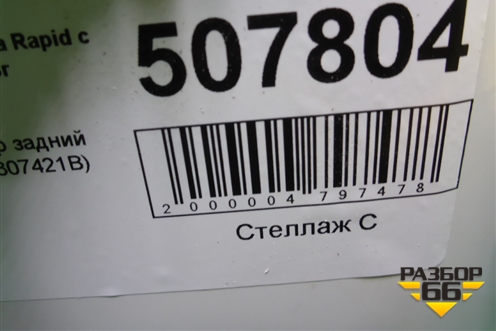 a Rapid с
507804
задний
307421B)
2000004797478
Стеллаж С
РАЗБОР
66